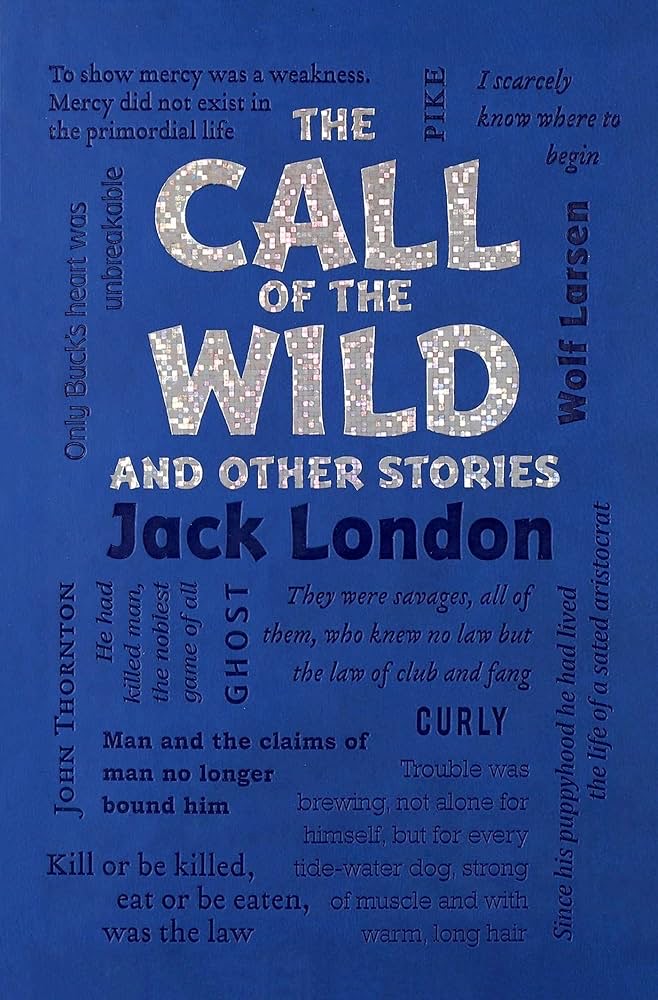 To show mercy was a weakness.
Mercy did not exist in
the primordial life
PIKE
I scarcely
know where to
begin
THE
CALL
OF THE
WILD
AND OTHER STORIES
Only Buck's heart was
unbreakable
Wolf Larsen
Jack London
JOHN THORNTON
He had
killed man,
the noblest
game of all
GHOST
They were savages, all of
them, who knew no law but
the law of club and fang
CURLY
Since his puppyhood he had lived
the life of a sated aristocrat
Man and the claims of
man no longer
bound him
Trouble was
brewing, not alone for
himself, but for every
tide-water dog, strong
of muscle and with
warm, long hair
Kill or be killed,
eat or be eaten,
was the law